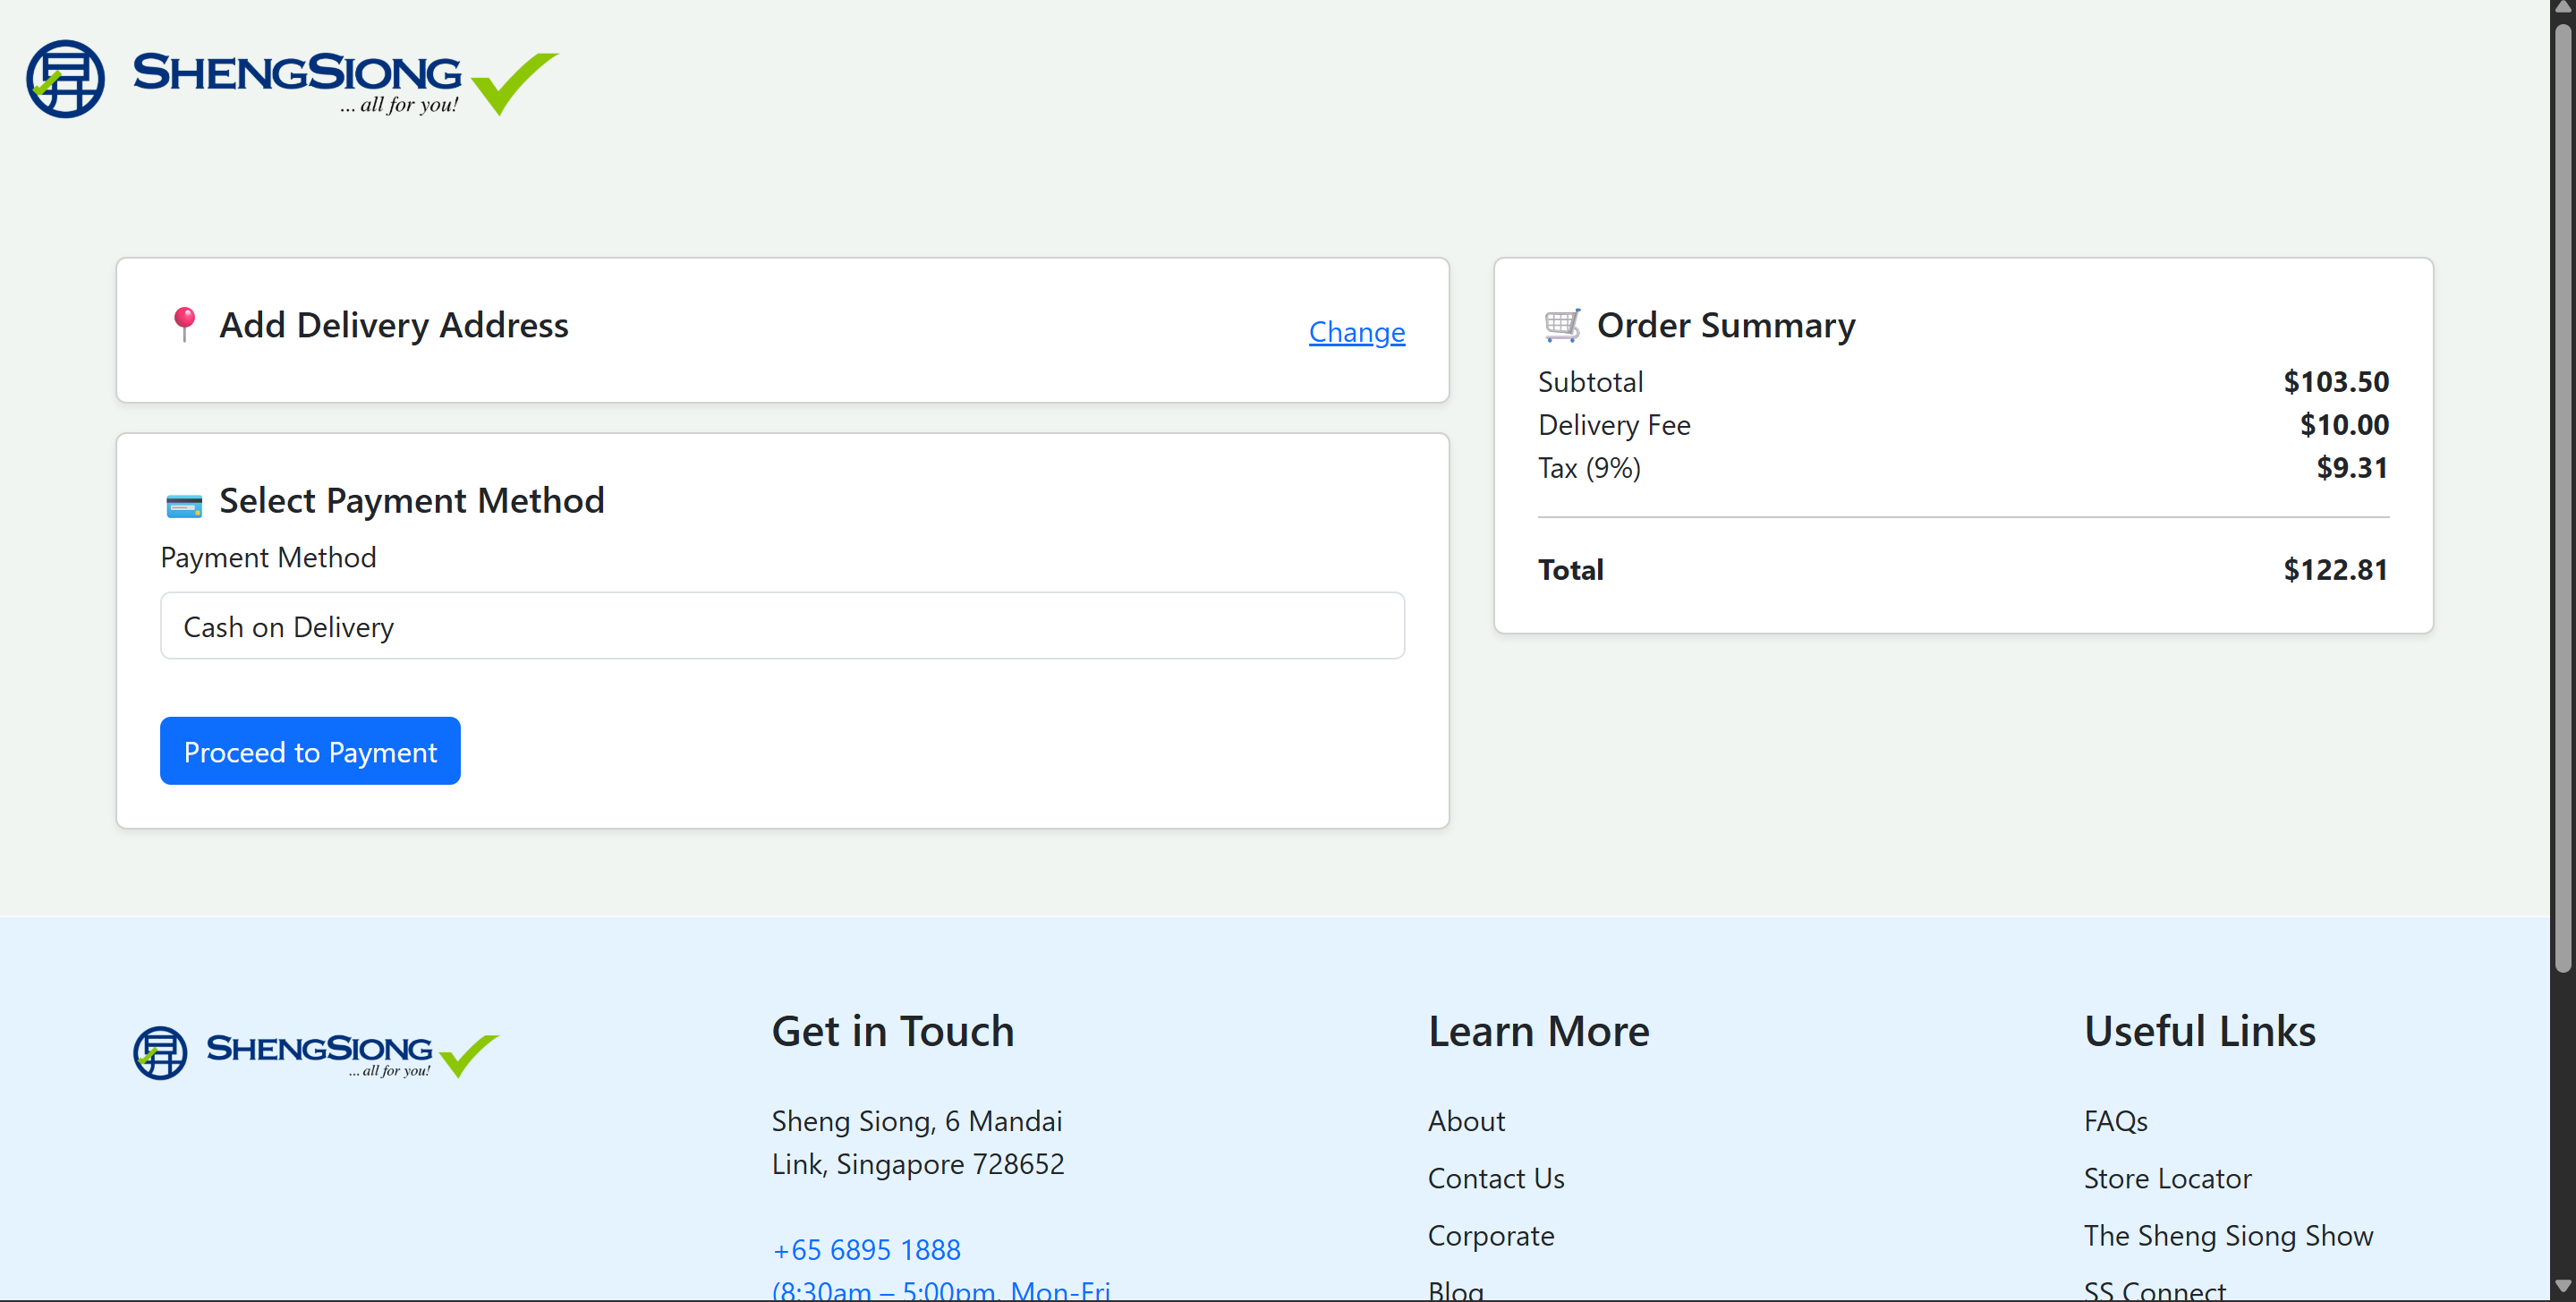 SHENGSIONG
... all for you!
Add Delivery Address
Change
Select Payment Method
Payment Method
Cash on Delivery
Proceed to Payment
Order Summary
Subtotal $103.50
Delivery Fee $10.00
Tax (9%) $9.31
Total $122.81
SHENGSIONG
... all for you!
Get in Touch
Sheng Siong, 6 Mandai
Link, Singapore 728652
+65 6895 1888
(8:30am – 5:00pm, Mon-Fri
Learn More
About
Contact Us
Corporate
Blog
Useful Links
FAQs
Store Locator
The Sheng Siong Show
SS Connect